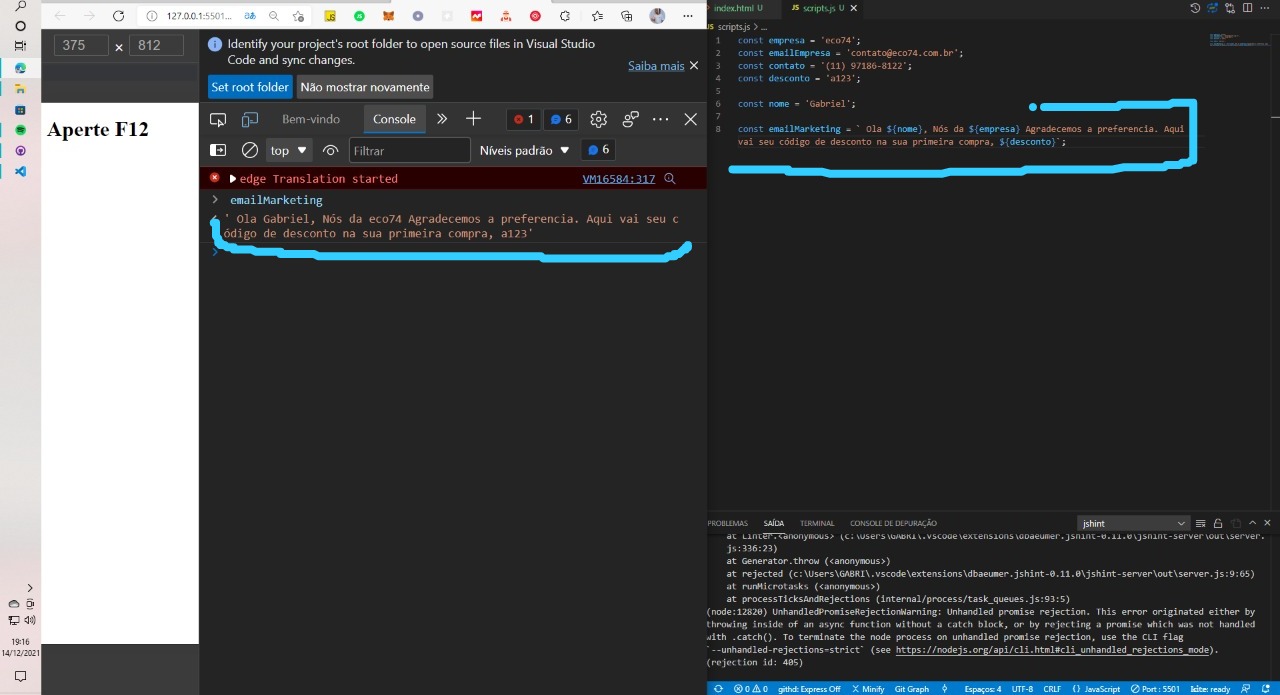 127.0.0.1:5501...
375 × 812
Aperte F12
Identify your project's root folder to open source files in Visual Studio
Code and sync changes.
Saiba mais
Set root folder Não mostrar novamente
Bem-vindo Console 1 6
top Filtrar Níveis padrão 6
edge Translation started VM16584:317
emailMarketing
' Ola Gabriel, Nós da eco74 Agradecemos a preferencia. Aqui vai seu c
ódigo de desconto na sua primeira compra, a123'
19:16
14/12/2021
index.html U JS scripts.js U
JS scripts.js > ...
1 const empresa = 'eco74';
2 const emailEmpresa = 'contato@eco74.com.br';
3 const contato = '(11) 97186-8122';
4 const desconto = 'a123';
5
6 const nome = 'Gabriel';
7
8 const emailMarketing = ` Ola ${nome}, Nós da ${empresa} Agradecemos a preferencia. Aqui
vai seu código de desconto na sua primeira compra, ${desconto}`;
PROBLEMAS SAÍDA TERMINAL CONSOLE DE DEPURAÇÃO jshint
at Linter.<anonymous> (c:\Users\GABRI\.vscode\extensions\dbaeumer.jshint-0.11.0\jshint-server\out\server.
js:336:23)
at Generator.throw (<anonymous>)
at rejected (c:\Users\GABRI\.vscode\extensions\dbaeumer.jshint-0.11.0\jshint-server\out\server.js:9:65)
at runMicrotasks (<anonymous>)
at processTicksAndRejections (internal/process/task_queues.js:93:5)
(node:12820) UnhandledPromiseRejectionWarning: Unhandled promise rejection. This error originated either by
throwing inside of an async function without a catch block, or by rejecting a promise which was not handled
with .catch(). To terminate the node process on unhandled promise rejection, use the CLI flag
`--unhandled-rejections=strict` (see https://nodejs.org/api/cli.html#cli_unhandled_rejections_mode).
(rejection id: 405)
0 0 githd: Express Off Minify Git Graph Espaços: 4 UTF-8 CRLF {} JavaScript Port : 5501 kite: ready